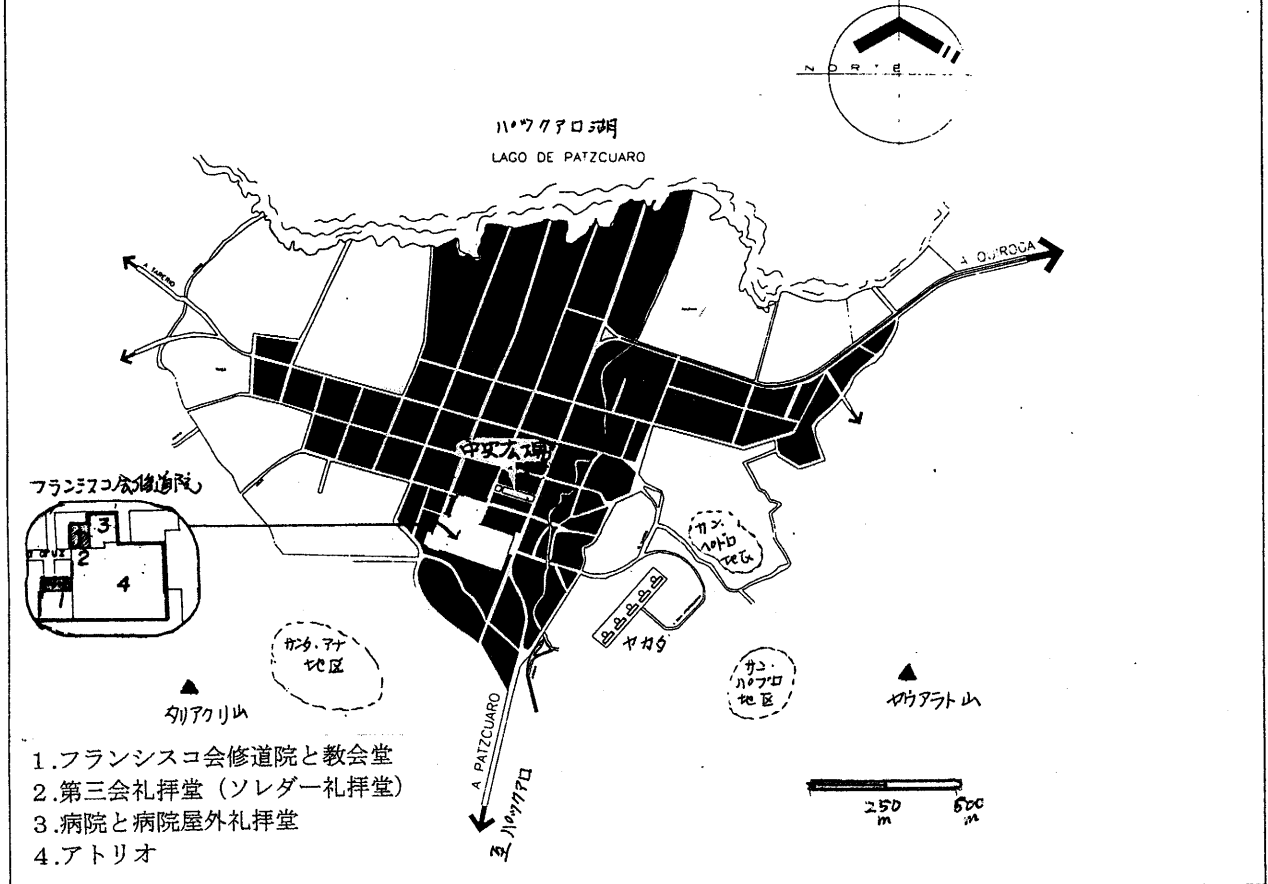 NORTE
パツクアロ湖
LAGO DE PATZCUARO
A QUIROGA
中央広場
フランシスコ会修道院
3
2
1
4
サン・
ペドロ
地区
ヤカタ
サンタ・アナ
地区
サン・
パブロ
地区
タリアクリ山
ヤウアラト山
A PATZCUARO
至パツクアロ
250
m
500
m
1.フランシスコ会修道院と教会堂
2.第三会礼拝堂（ソレダー礼拝堂）
3.病院と病院屋外礼拝堂
4.アトリオ